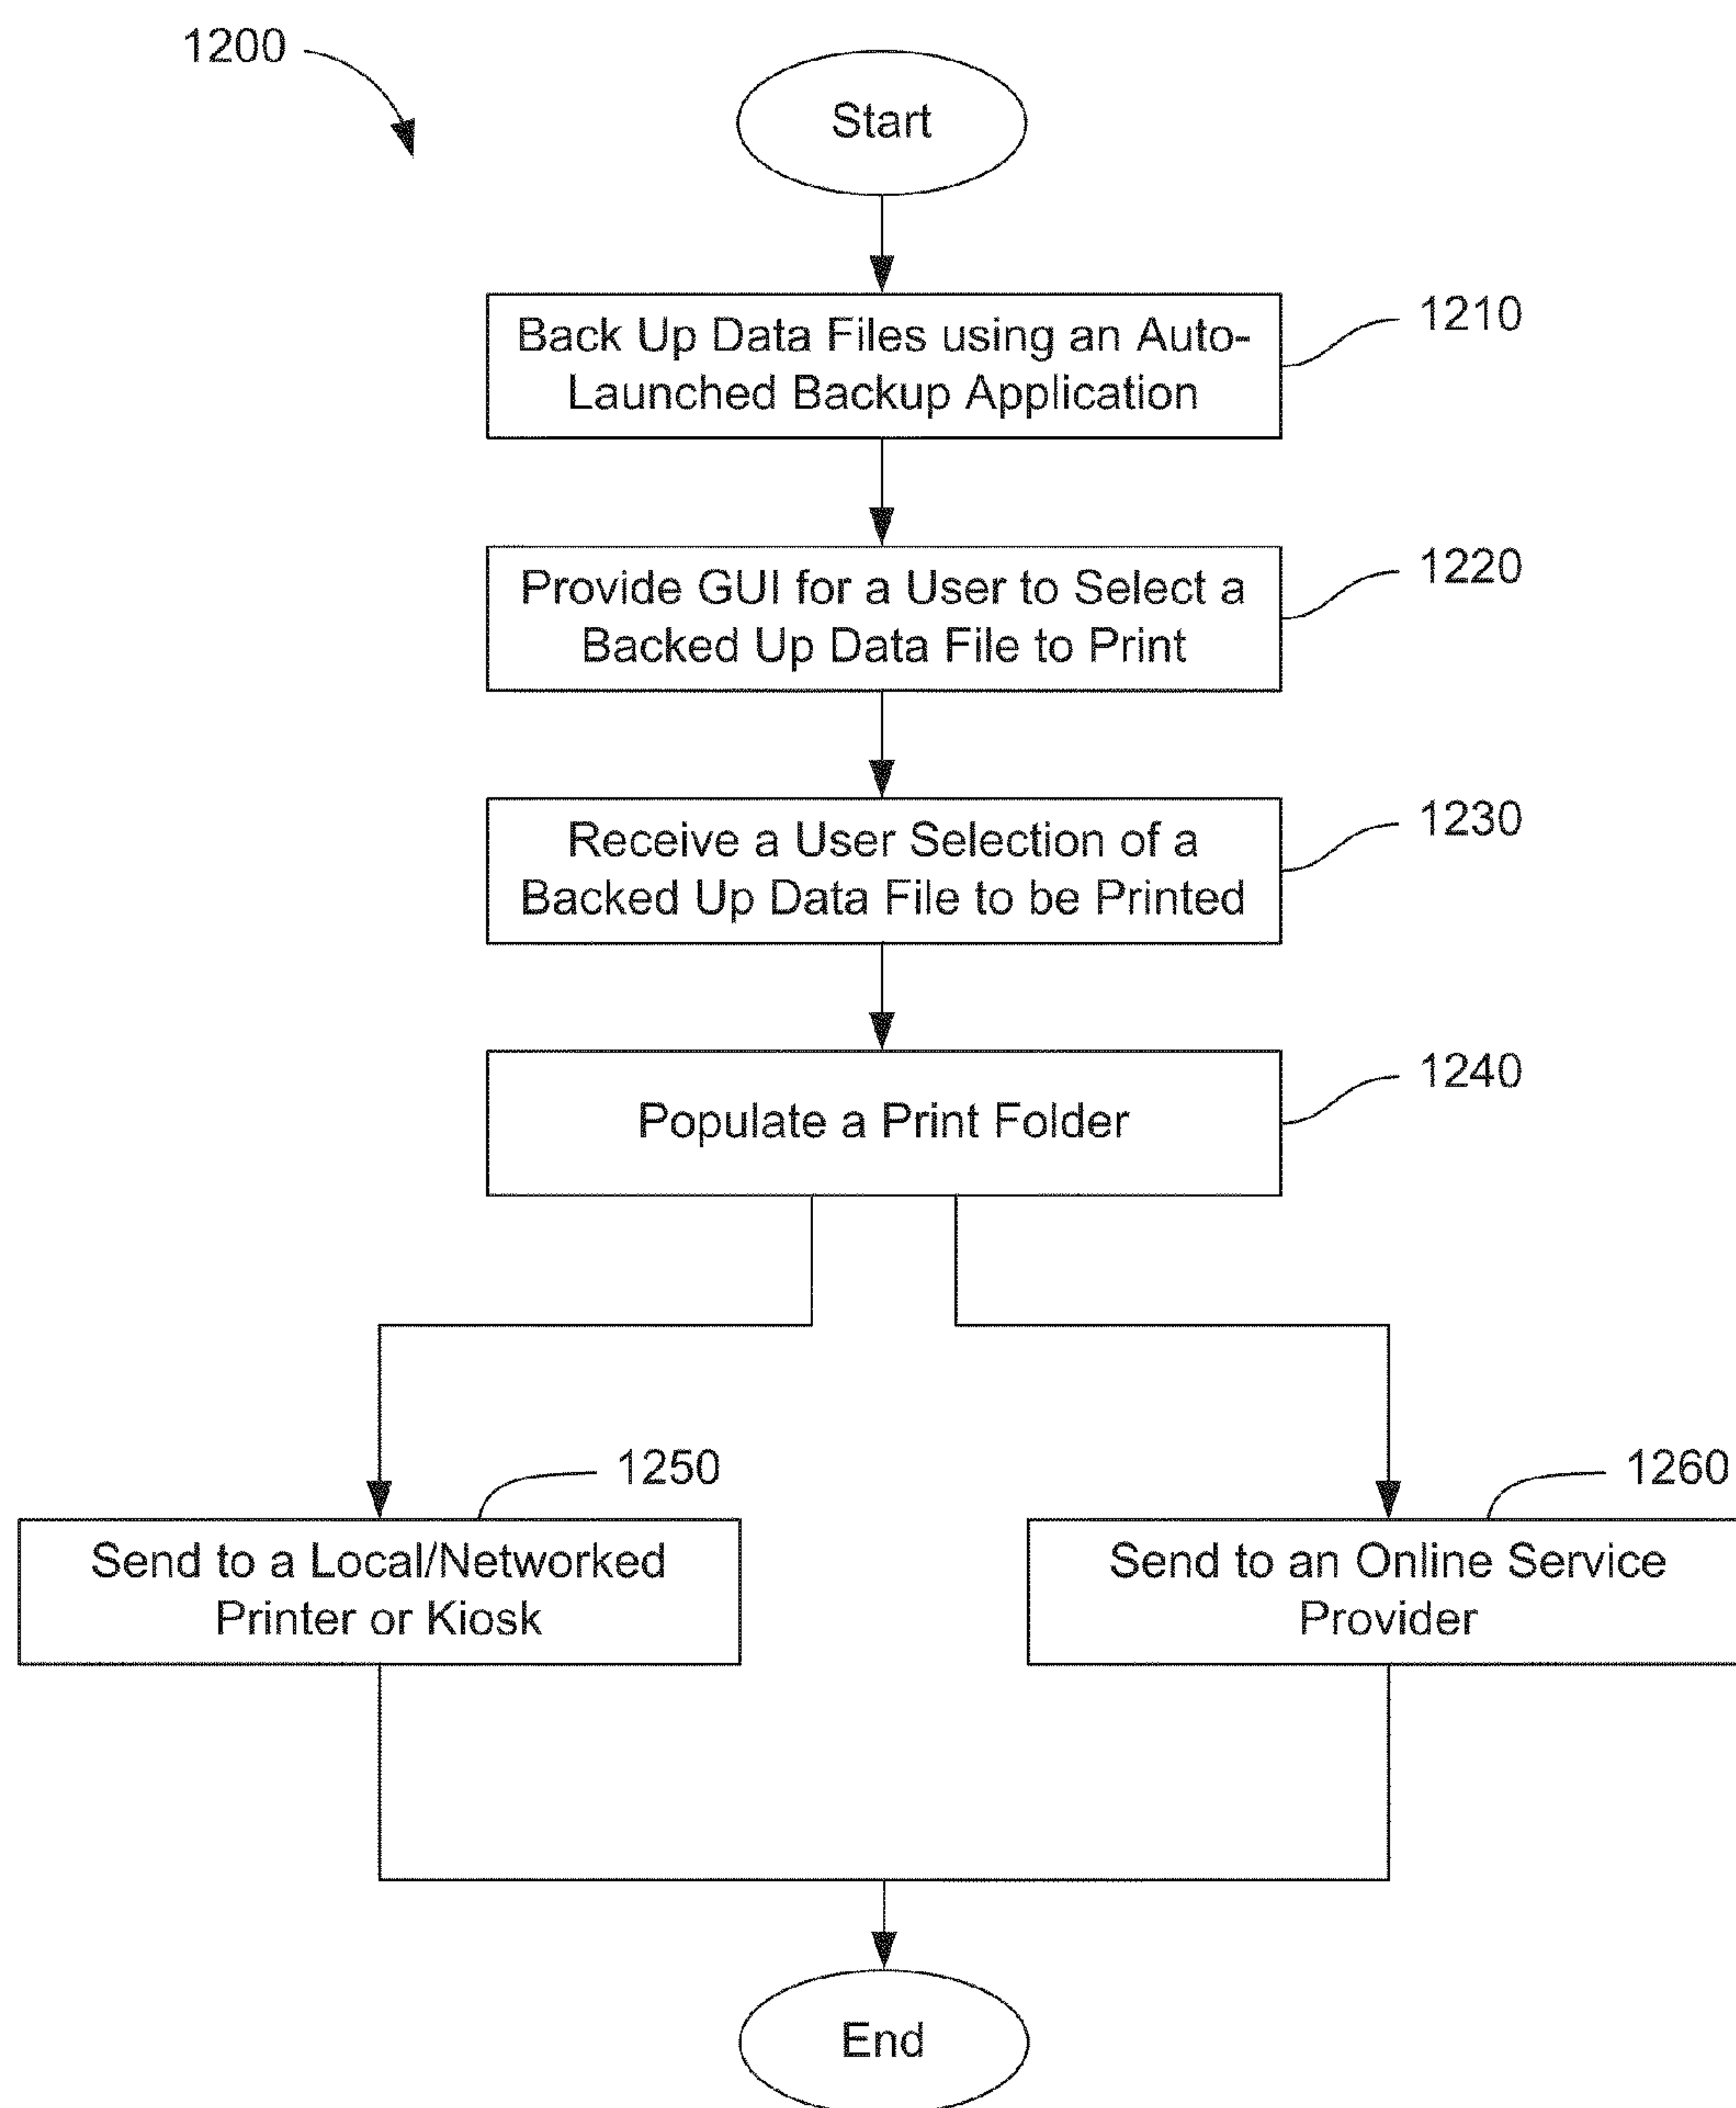 1200
Start
Back Up Data Files using an Auto-
Launched Backup Application
1210
Provide GUI for a User to Select a
Backed Up Data File to Print
1220
Receive a User Selection of a
Backed Up Data File to be Printed
1230
Populate a Print Folder
1240
1250
Send to a Local/Networked
Printer or Kiosk
1260
Send to an Online Service
Provider
End